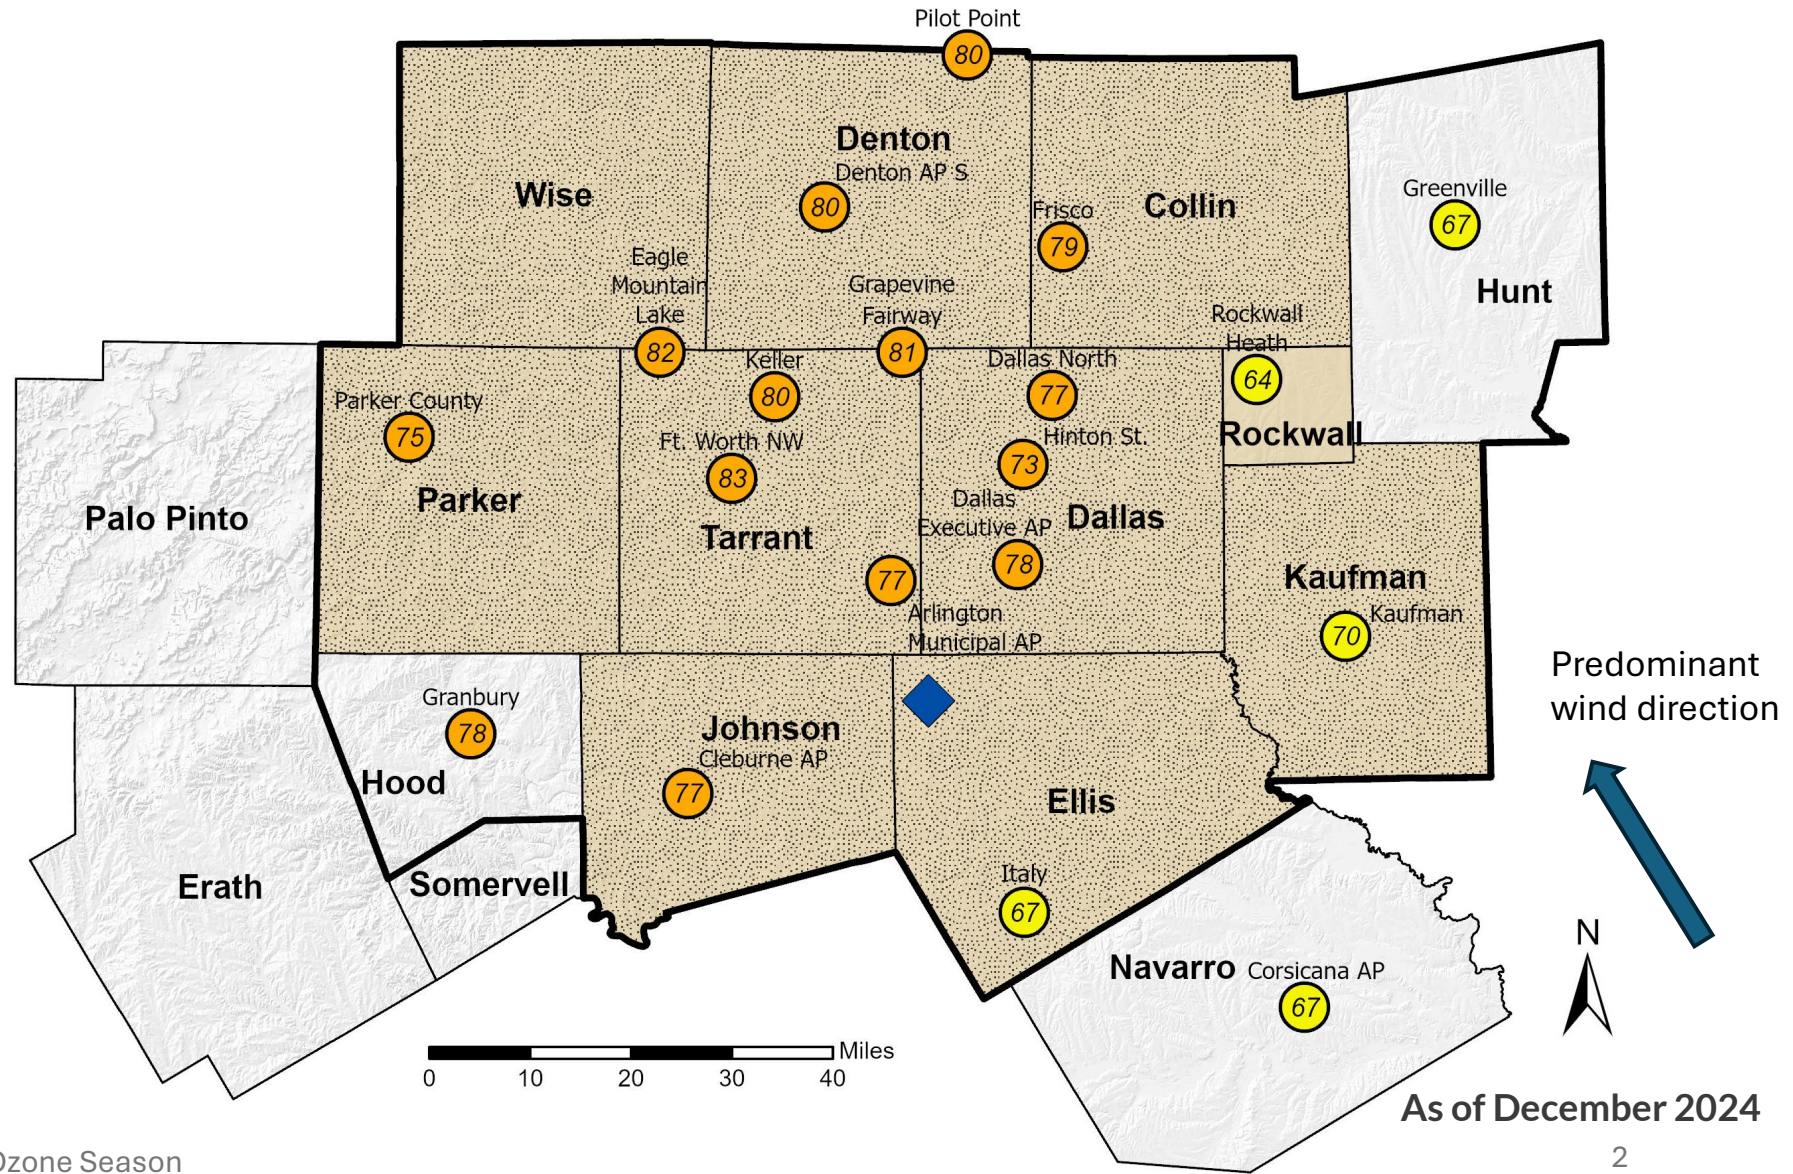 Pilot Point
80
Denton
Denton AP S
80
Wise
Collin
Frisco
79
Greenville
67
Hunt
Eagle
Mountain
Lake
82
Grapevine
Fairway
81
Rockwall
Heath
64
Rockwall
Keller
80
Dallas North
77
Parker County
75
Parker
Ft. Worth NW
83
Tarrant
Hinton St.
73
Dallas
Executive AP
78
Dallas
Palo Pinto
77
Arlington
Municipal AP
Kaufman
Kaufman
70
Predominant
wind direction
Granbury
78
Hood
Johnson
Cleburne AP
77
Ellis
Erath
Somervell
Italy
67
Navarro
Corsicana AP
67
N
Miles
0 10 20 30 40
As of December 2024
2
Ozone Season